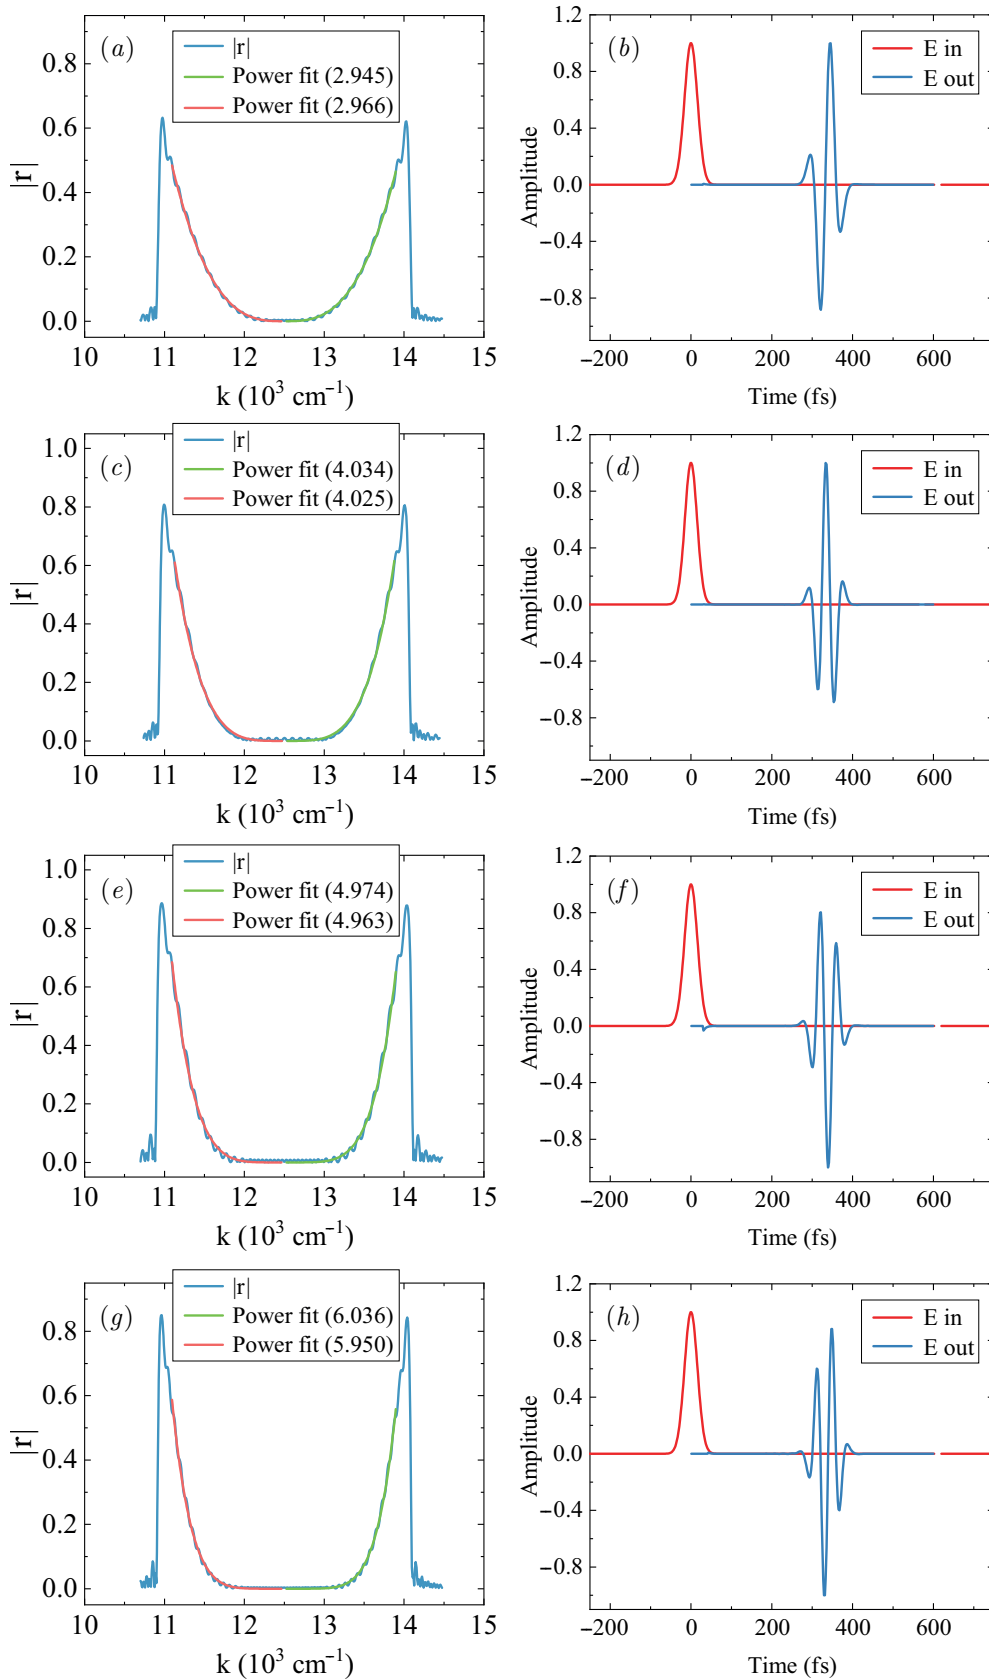 (a)
|r|
Power fit (2.945)
Power fit (2.966)
|r|
0.8
0.6
0.4
0.2
0.0
10 11 12 13 14 15
k (10³ cm⁻¹)
(b)
E in
E out
Amplitude
1.2
0.8
0.4
0.0
−0.4
−0.8
−200 0 200 400 600
Time (fs)
(c)
|r|
Power fit (4.034)
Power fit (4.025)
|r|
1.0
0.8
0.6
0.4
0.2
0.0
10 11 12 13 14 15
k (10³ cm⁻¹)
(d)
E in
E out
Amplitude
1.2
0.8
0.4
0.0
−0.4
−0.8
−200 0 200 400 600
Time (fs)
(e)
|r|
Power fit (4.974)
Power fit (4.963)
|r|
1.0
0.8
0.6
0.4
0.2
0.0
10 11 12 13 14 15
k (10³ cm⁻¹)
(f)
E in
E out
Amplitude
1.2
0.8
0.4
0.0
−0.4
−0.8
−200 0 200 400 600
Time (fs)
(g)
|r|
Power fit (6.036)
Power fit (5.950)
|r|
0.8
0.6
0.4
0.2
0.0
10 11 12 13 14 15
k (10³ cm⁻¹)
(h)
E in
E out
Amplitude
1.2
0.8
0.4
0.0
−0.4
−0.8
−200 0 200 400 600
Time (fs)